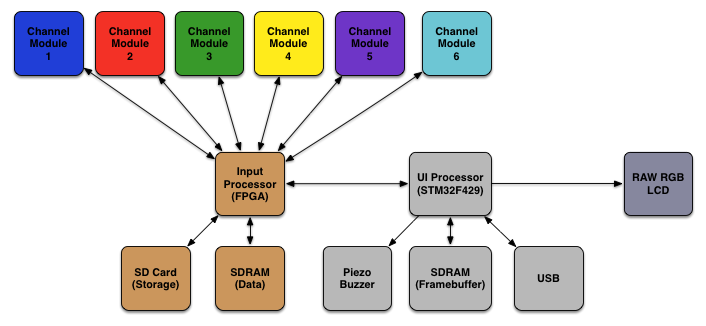 Channel
Module
1
Channel
Module
2
Channel
Module
3
Channel
Module
4
Channel
Module
5
Channel
Module
6
Input
Processor
(FPGA)
UI Processor
(STM32F429)
RAW RGB
LCD
SD Card
(Storage)
SDRAM
(Data)
Piezo
Buzzer
SDRAM
(Framebuffer)
USB